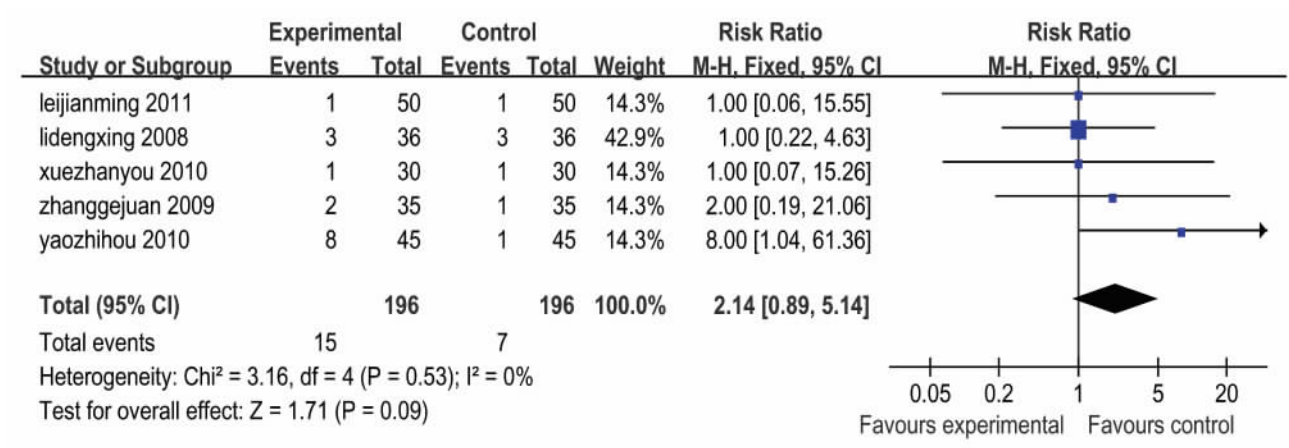 Experimental Control Risk Ratio Risk Ratio
Study or Subgroup Events Total Events Total Weight M-H, Fixed, 95% CI M-H, Fixed, 95% CI
leijianming 2011 1 50 1 50 14.3% 1.00 [0.06, 15.55]
lidengxing 2008 3 36 3 36 42.9% 1.00 [0.22, 4.63]
xuezhanyou 2010 1 30 1 30 14.3% 1.00 [0.07, 15.26]
zhanggejuan 2009 2 35 1 35 14.3% 2.00 [0.19, 21.06]
yaozhihou 2010 8 45 1 45 14.3% 8.00 [1.04, 61.36]
Total (95% CI) 196 196 100.0% 2.14 [0.89, 5.14]
Total events 15 7
Heterogeneity: Chi² = 3.16, df = 4 (P = 0.53); I² = 0%
Test for overall effect: Z = 1.71 (P = 0.09)
0.05 0.2 1 5 20
Favours experimental Favours control